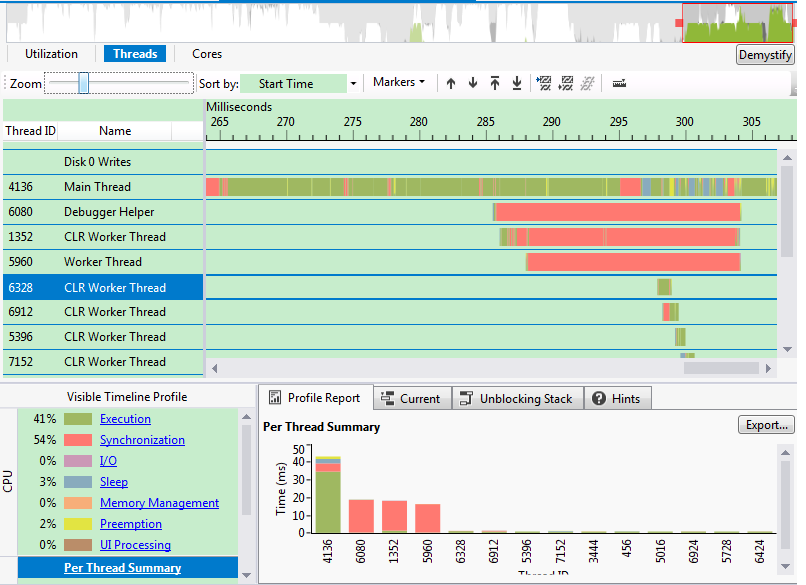 Utilization Threads Cores Demystify
Zoom Sort by: Start Time Markers
Milliseconds
265 270 275 280 285 290 295 300 305
Thread ID Name
Disk 0 Writes
4136 Main Thread
6080 Debugger Helper
1352 CLR Worker Thread
5960 Worker Thread
6328 CLR Worker Thread
6912 CLR Worker Thread
5396 CLR Worker Thread
7152 CLR Worker Thread
Visible Timeline Profile
CPU
41% Execution
54% Synchronization
0% I/O
3% Sleep
0% Memory Management
2% Preemption
0% UI Processing
Per Thread Summary
Profile Report Current Unblocking Stack Hints
Per Thread Summary Export...
Time (ms)
50
40
30
20
10
0
4136 6080 1352 5960 6328 6912 5396 7152 3444 456 5016 6924 5728 6424
Thread ID